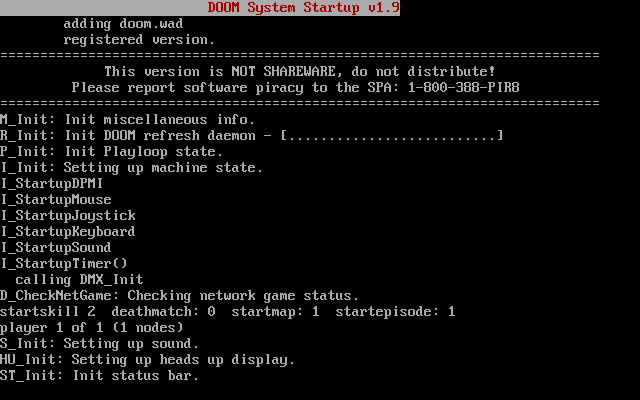 DOOM System Startup v1.9
adding doom.wad
registered version.
===========================================================================
This version is NOT SHAREWARE, do not distribute!
Please report software piracy to the SPA: 1-800-388-PIR8
===========================================================================
M_Init: Init miscellaneous info.
R_Init: Init DOOM refresh daemon - [..........................]
P_Init: Init Playloop state.
I_Init: Setting up machine state.
I_StartupDPMI
I_StartupMouse
I_StartupJoystick
I_StartupKeyboard
I_StartupSound
I_StartupTimer()
calling DMX_Init
D_CheckNetGame: Checking network game status.
startskill 2  deathmatch: 0  startmap: 1  startepisode: 1
player 1 of 1 (1 nodes)
S_Init: Setting up sound.
HU_Init: Setting up heads up display.
ST_Init: Init status bar.